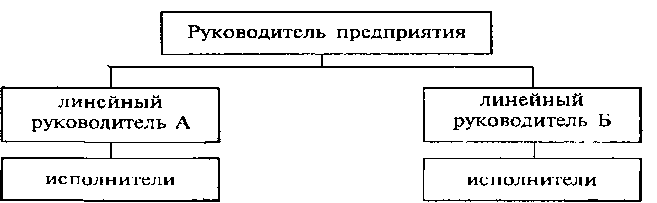 Руководитель предприятия
линейный
руководитель А
линейный
руководитель Б
исполнители
исполнители